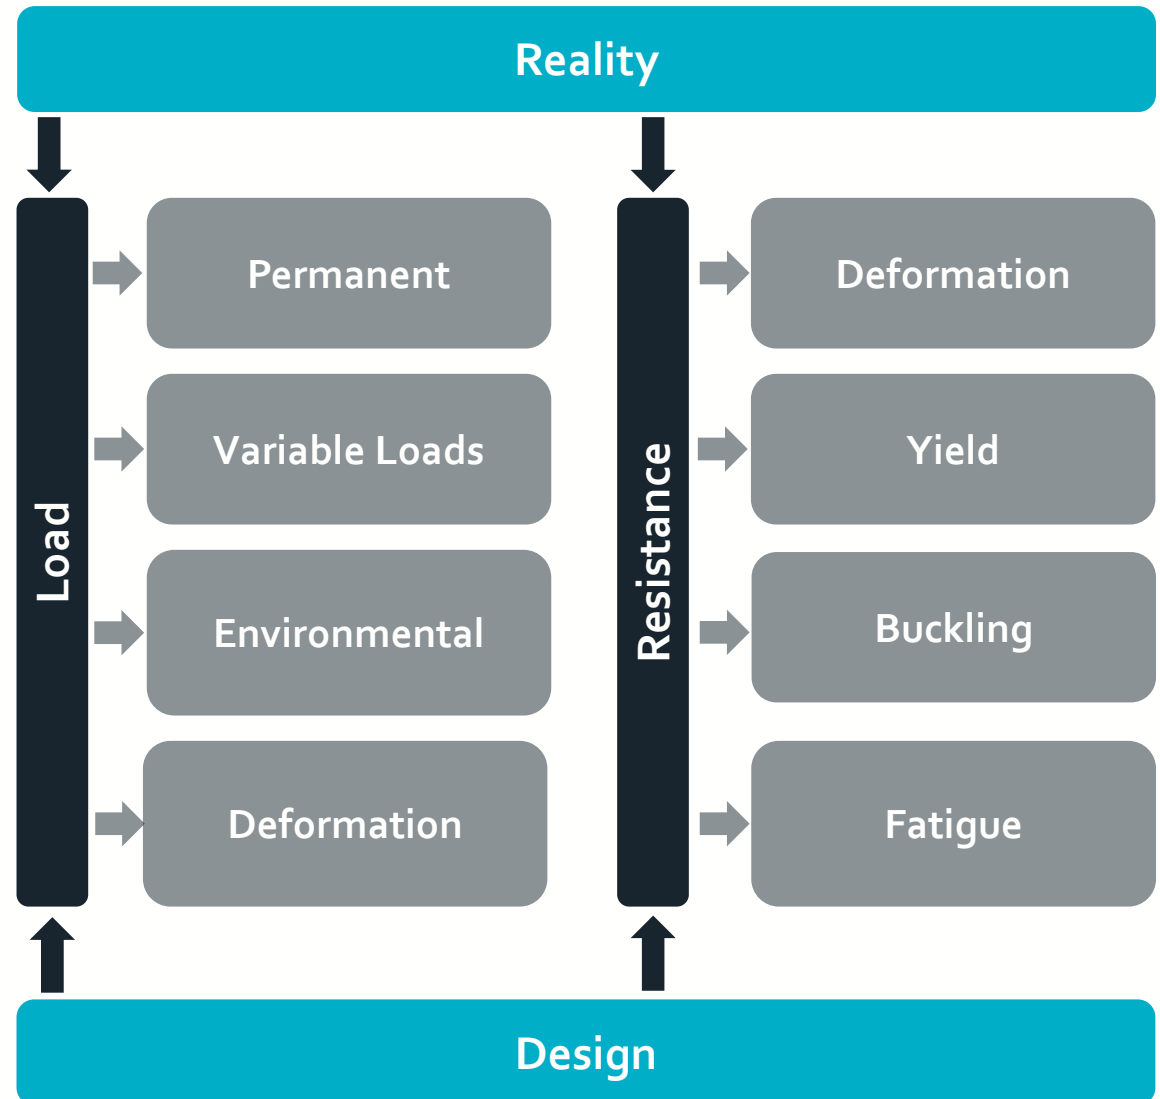 Reality
Load
Permanent
Variable Loads
Environmental
Deformation
Resistance
Deformation
Yield
Buckling
Fatigue
Design